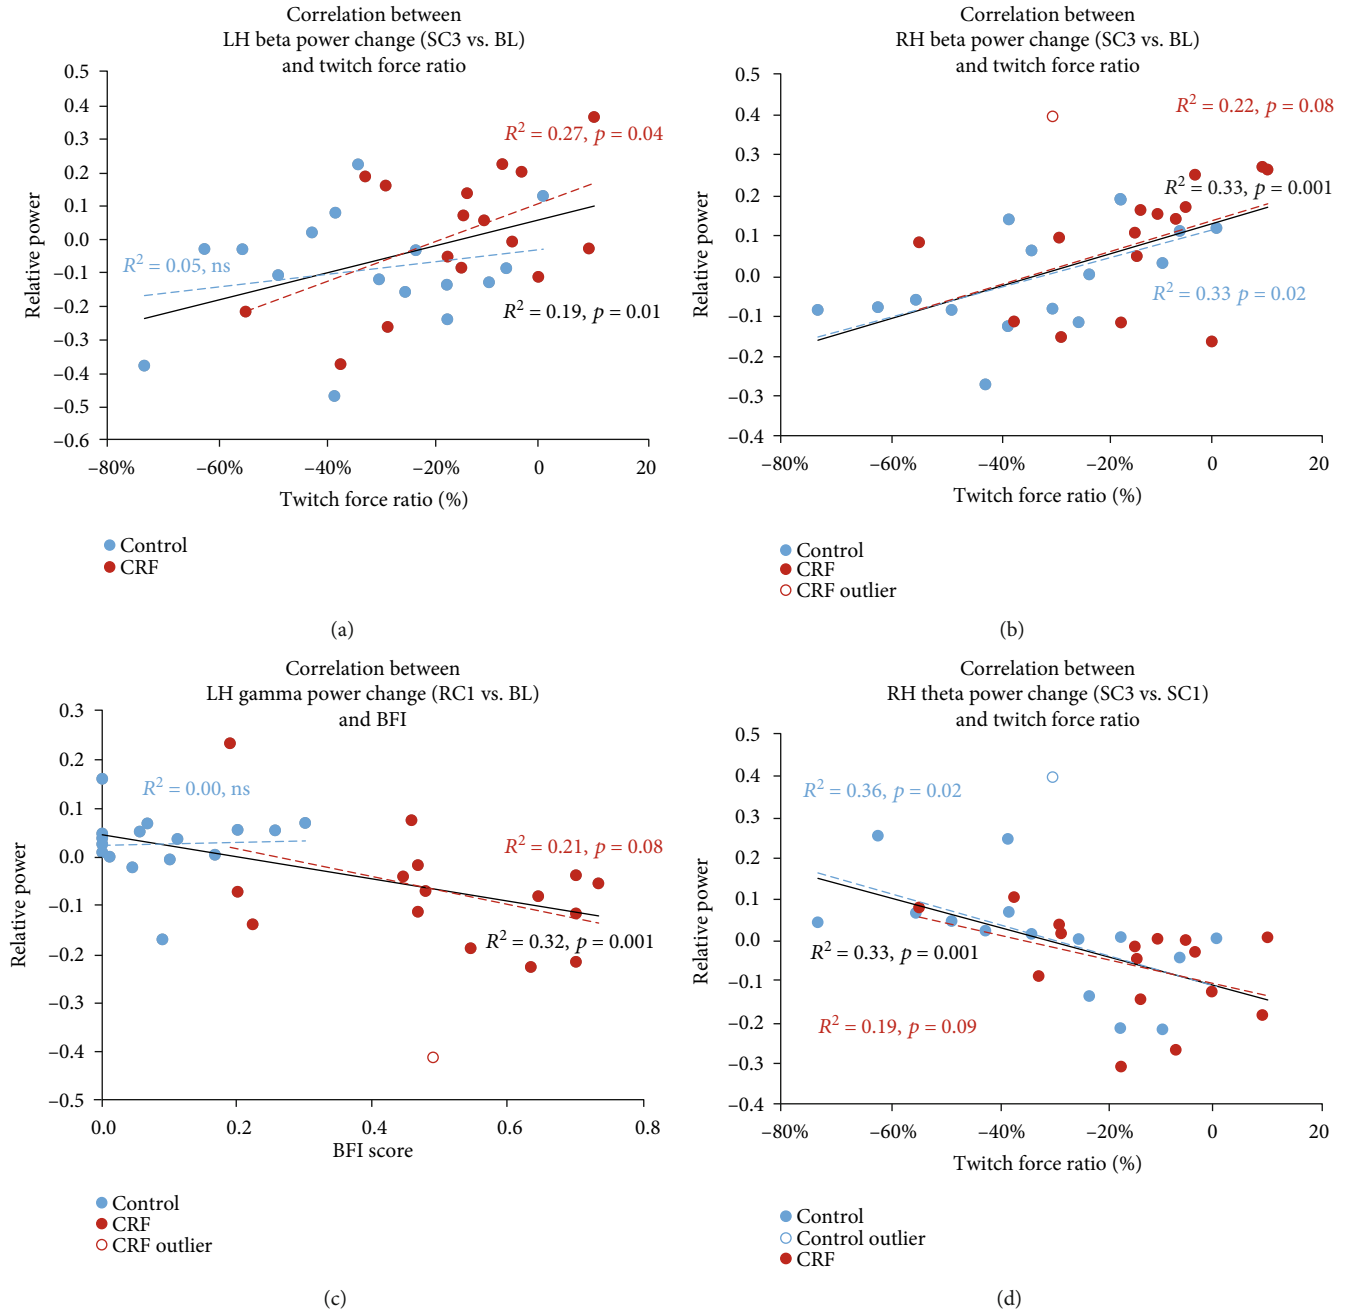 Correlation between
LH beta power change (SC3 vs. BL)
and twitch force ratio
0.5
0.4
0.3
0.2
0.1
0.0
–0.1
–0.2
–0.3
–0.4
–0.5
–0.6
Relative power
R² = 0.27, p = 0.04
R² = 0.05, ns
R² = 0.19, p = 0.01
–80%
–60%
–40%
–20%
0
20
Twitch force ratio (%)
Control
CRF
(a)
Correlation between
RH beta power change (SC3 vs. BL)
and twitch force ratio
0.5
0.4
0.3
0.2
0.1
0.0
–0.1
–0.2
–0.3
–0.4
Relative power
R² = 0.22, p = 0.08
R² = 0.33, p = 0.001
R² = 0.33 p = 0.02
–80%
–60%
–40%
–20%
0
20
Twitch force ratio (%)
Control
CRF
CRF outlier
(b)
Correlation between
LH gamma power change (RC1 vs. BL)
and BFI
0.3
0.2
0.1
0.0
–0.1
–0.2
–0.3
–0.4
–0.5
Relative power
R² = 0.00, ns
R² = 0.21, p = 0.08
R² = 0.32, p = 0.001
0.0
0.2
0.4
0.6
0.8
BFI score
Control
CRF
CRF outlier
(c)
Correlation between
RH theta power change (SC3 vs. SC1)
and twitch force ratio
0.5
0.4
0.3
0.2
0.1
0.0
–0.1
–0.2
–0.3
–0.4
Relative power
R² = 0.36, p = 0.02
R² = 0.33, p = 0.001
R² = 0.19, p = 0.09
–80%
–60%
–40%
–20%
0
20
Twitch force ratio (%)
Control
Control outlier
CRF
(d)